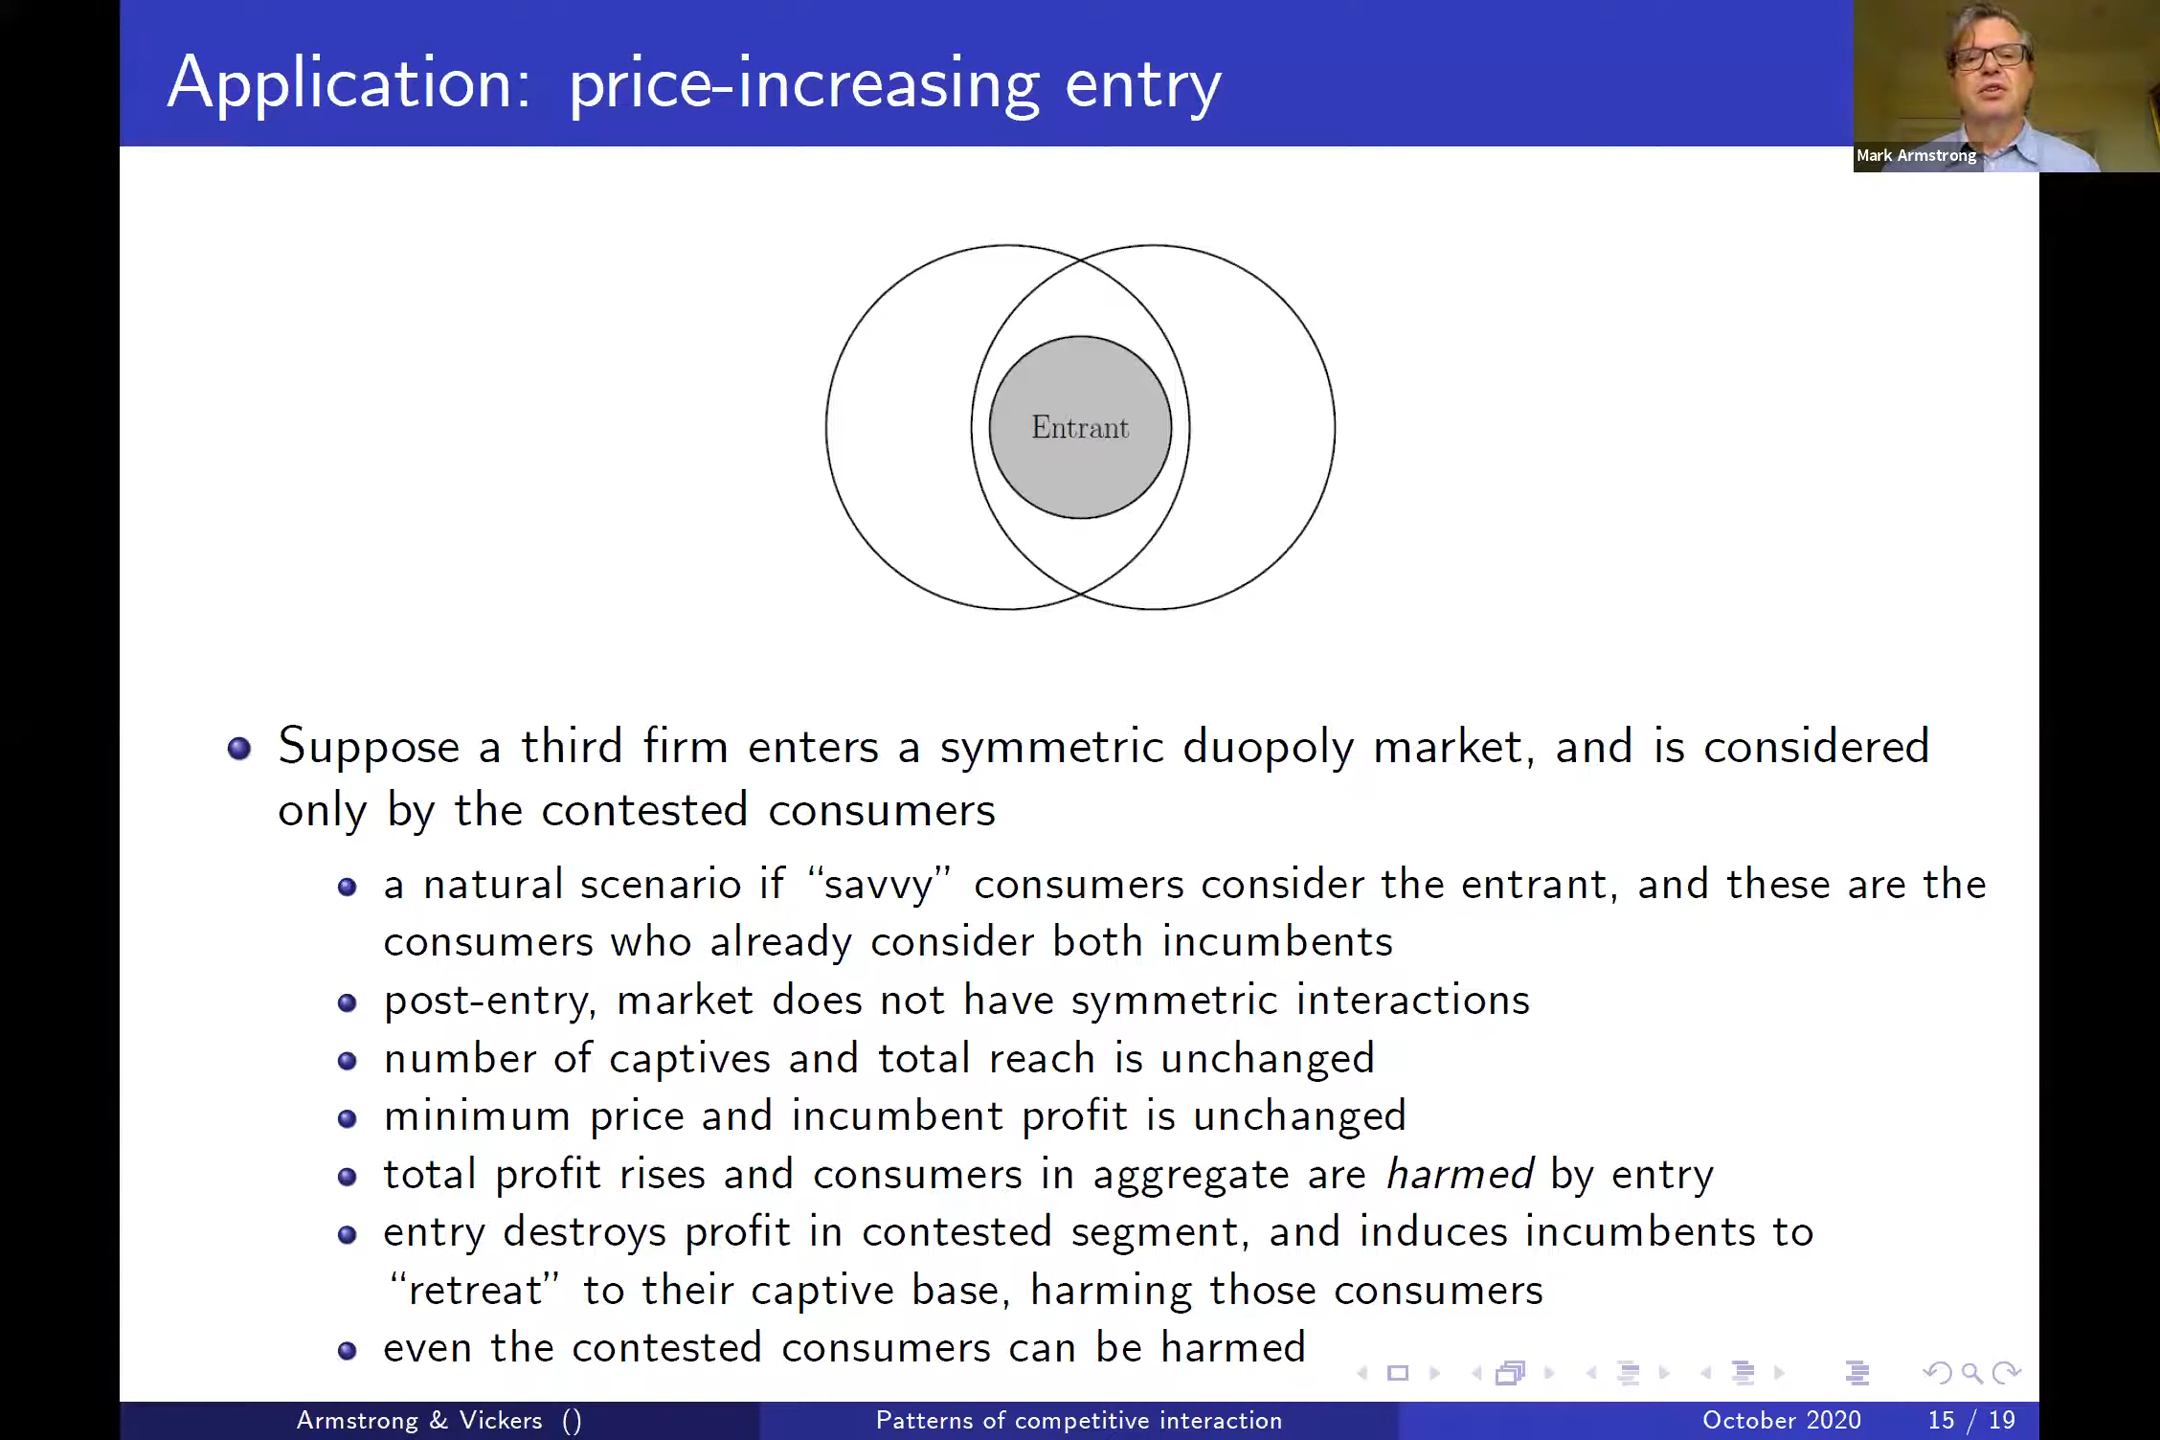 Application: price-increasing entry
Mark Armstrong
Entrant
Suppose a third firm enters a symmetric duopoly market, and is considered
only by the contested consumers
a natural scenario if “savvy” consumers consider the entrant, and these are the
consumers who already consider both incumbents
post-entry, market does not have symmetric interactions
number of captives and total reach is unchanged
minimum price and incumbent profit is unchanged
total profit rises and consumers in aggregate are harmed by entry
entry destroys profit in contested segment, and induces incumbents to
“retreat” to their captive base, harming those consumers
even the contested consumers can be harmed
Armstrong & Vickers ()
Patterns of competitive interaction
October 2020
15 / 19